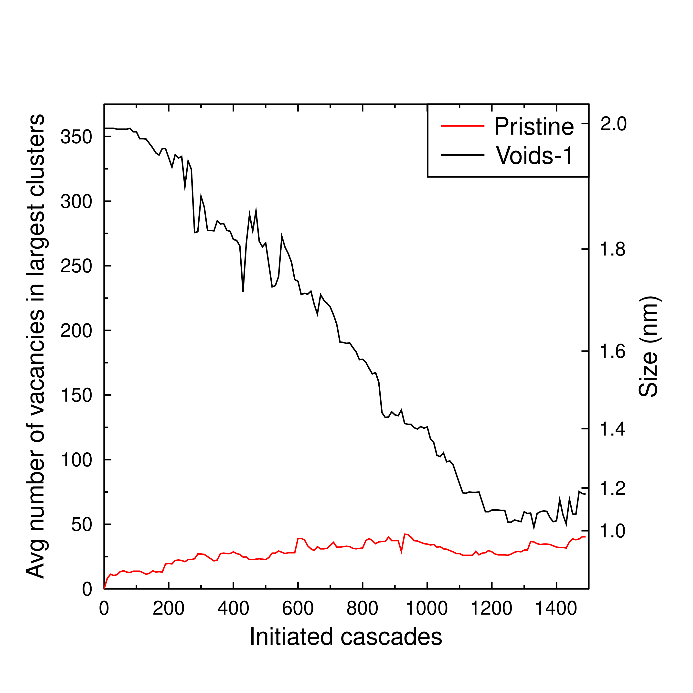 Pristine
Voids-1
Avg number of vacancies in largest clusters
350
300
250
200
150
100
50
0
2.0
1.8
1.6
1.4
1.2
1.0
Size (nm)
0 200 400 600 800 1000 1200 1400
Initiated cascades